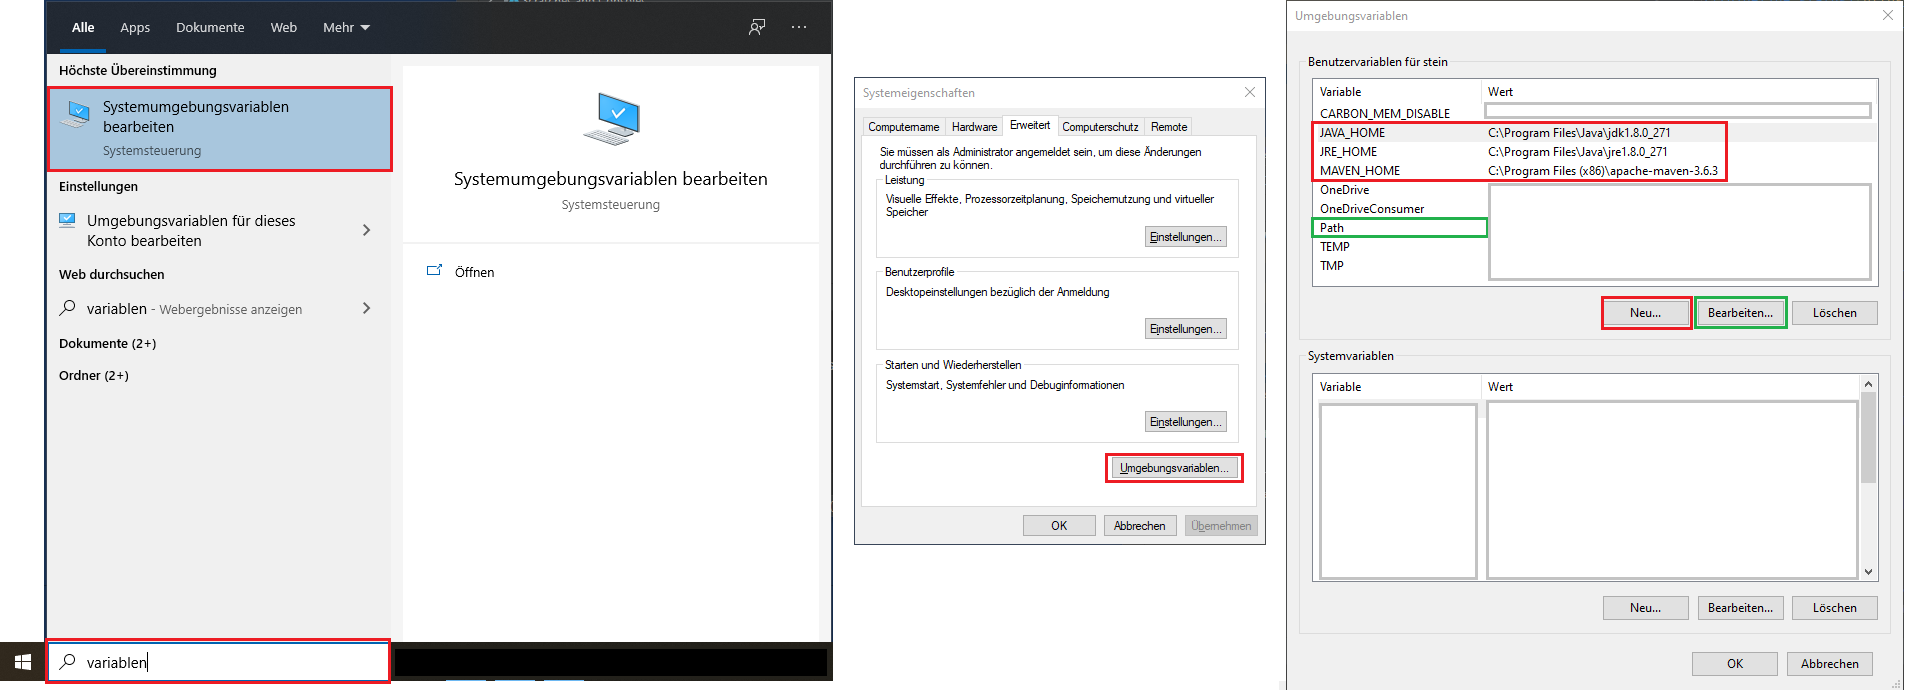 Alle Apps Dokumente Web Mehr
Höchste Übereinstimmung
Systemumgebungsvariablen
bearbeiten
Systemsteuerung
Einstellungen
Umgebungsvariablen für dieses
Konto bearbeiten
Web durchsuchen
variablen - Webergebnisse anzeigen
Dokumente (2+)
Ordner (2+)
Systemumgebungsvariablen bearbeiten
Systemsteuerung
Öffnen
variablen
Systemeigenschaften
Computername Hardware Erweitert Computerschutz Remote
Sie müssen als Administrator angemeldet sein, um diese Änderungen
durchführen zu können.
Leistung
Visuelle Effekte, Prozessorzeitplanung, Speichernutzung und virtueller
Speicher
Einstellungen...
Benutzerprofile
Desktopeinstellungen bezüglich der Anmeldung
Einstellungen...
Starten und Wiederherstellen
Systemstart, Systemfehler und Debuginformationen
Einstellungen...
Umgebungsvariablen...
OK Abbrechen Übernehmen
Umgebungsvariablen
Benutzervariablen für stein
Variable Wert
CARBON_MEM_DISABLE
JAVA_HOME C:\Program Files\Java\jdk1.8.0_271
JRE_HOME C:\Program Files\Java\jre1.8.0_271
MAVEN_HOME C:\Program Files (x86)\apache-maven-3.6.3
OneDrive
OneDriveConsumer
Path
TEMP
TMP
Neu... Bearbeiten... Löschen
Systemvariablen
Variable Wert
Neu... Bearbeiten... Löschen
OK Abbrechen